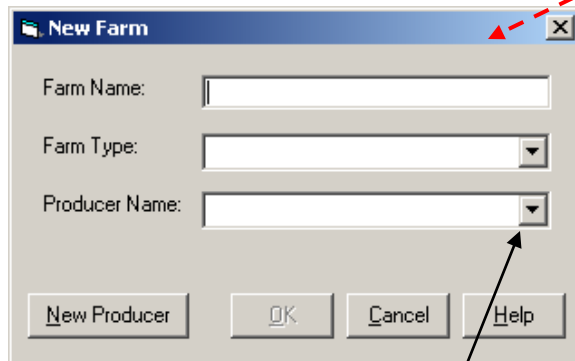 New Farm
Farm Name:
Farm Type:
Producer Name:
New Producer OK Cancel Help